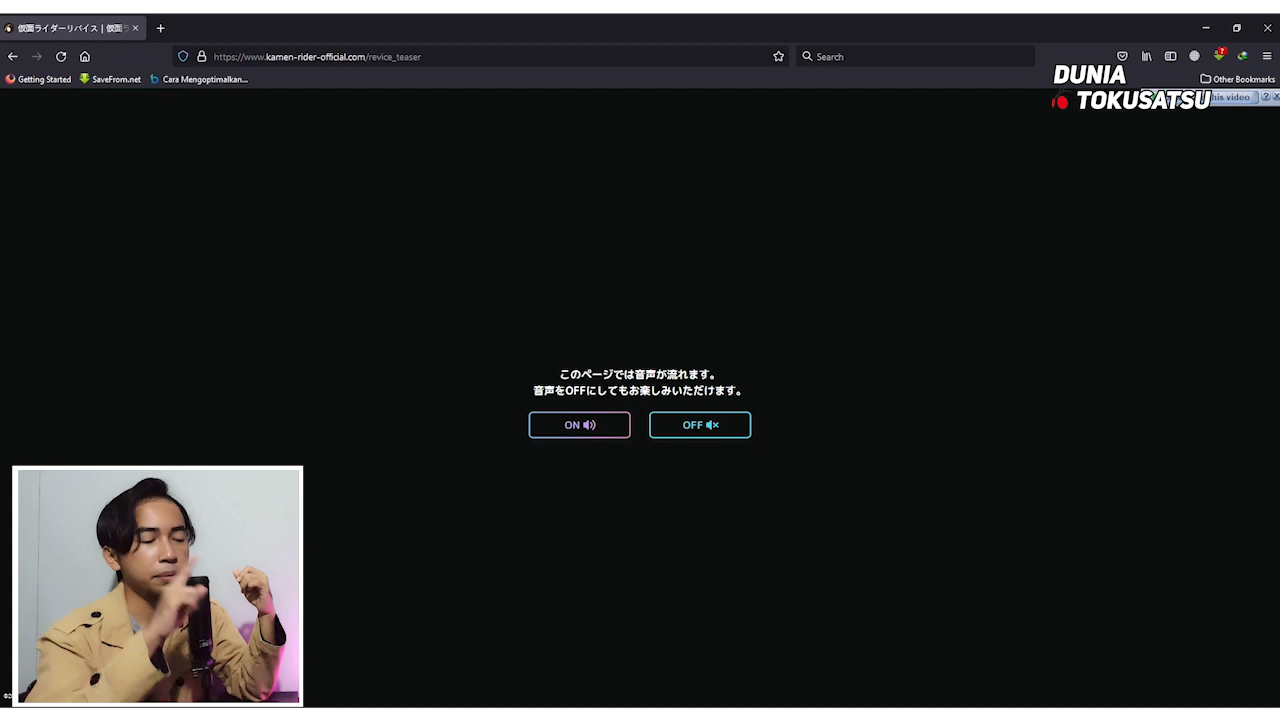 仮面ライダーリバイス | 仮面ラ
https://www.kamen-rider-official.com/revice_teaser
Search
Getting Started
SaveFrom.net
Cara Mengoptimalkan...
Other Bookmarks
DUNIA
TOKUSATSU
his video
?
このページでは音声が流れます。
音声をOFFにしてもお楽しみいただけます。
ON
OFF